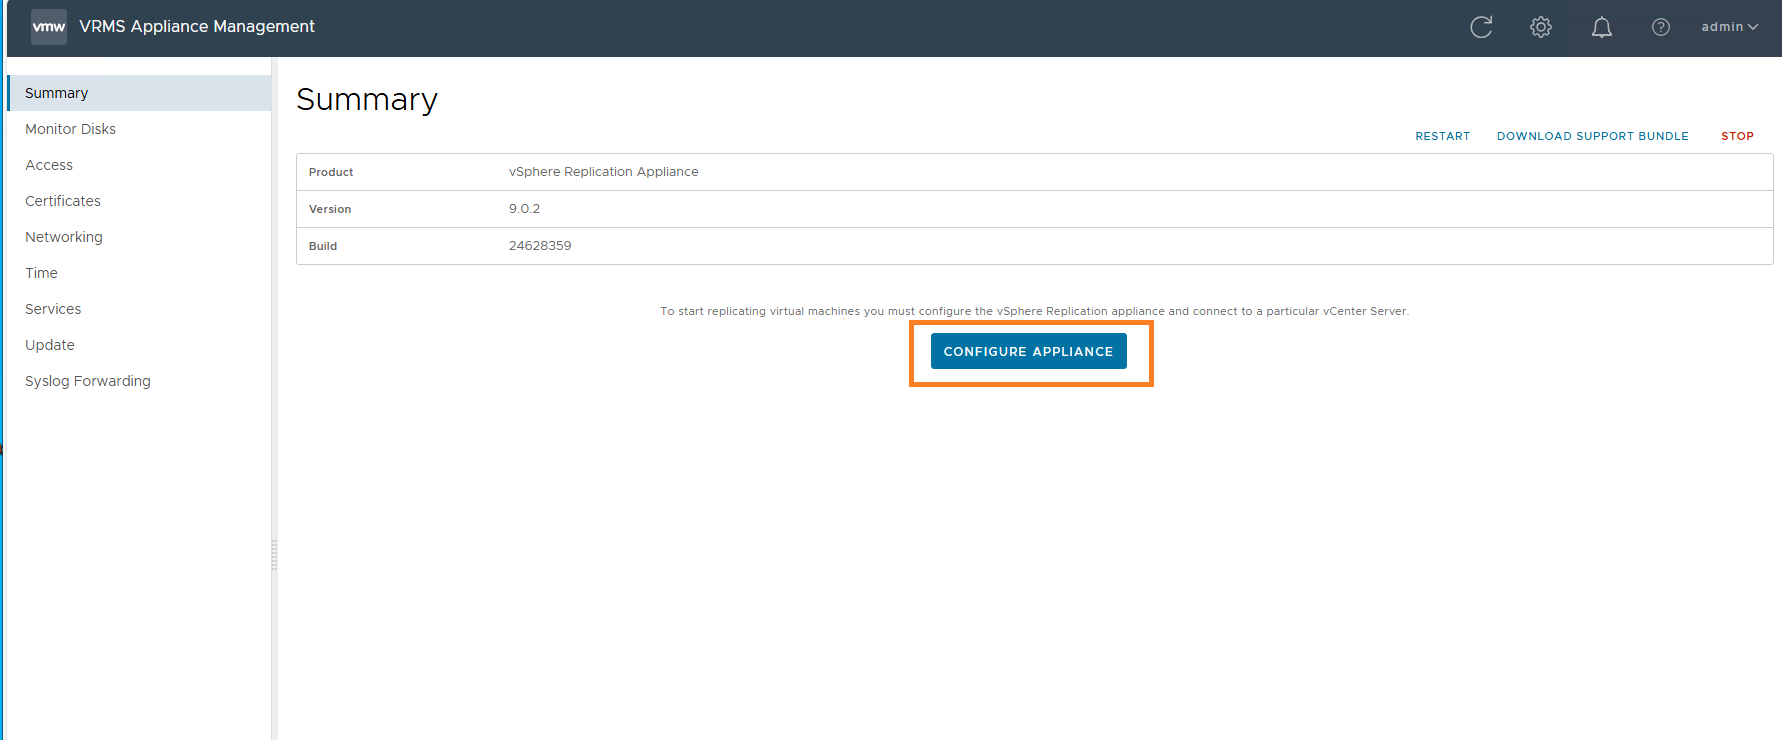 vmw VRMS Appliance Management admin
Summary
Monitor Disks
Access
Certificates
Networking
Time
Services
Update
Syslog Forwarding
Summary
RESTART DOWNLOAD SUPPORT BUNDLE STOP
Product vSphere Replication Appliance
Version 9.0.2
Build 24628359
To start replicating virtual machines you must configure the vSphere Replication appliance and connect to a particular vCenter Server.
CONFIGURE APPLIANCE